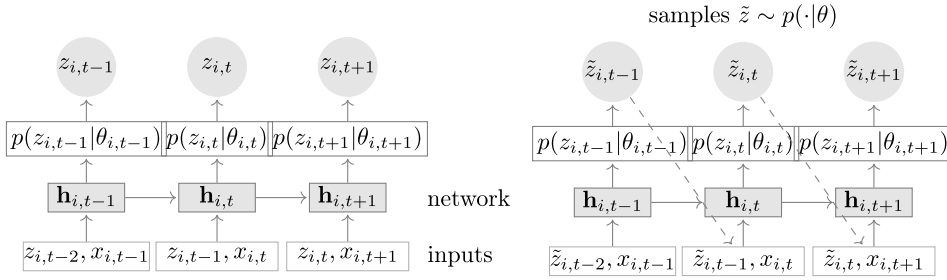 samples z̃ ∼ p(·|θ)
z_{i,t−1} z_{i,t} z_{i,t+1} z̃_{i,t−1} z̃_{i,t} z̃_{i,t+1}
p(z_{i,t−1}|θ_{i,t−1}) p(z_{i,t}|θ_{i,t}) p(z_{i,t+1}|θ_{i,t+1}) p(z_{i,t−1}|θ_{i,t−1}) p(z_{i,t}|θ_{i,t}) p(z_{i,t+1}|θ_{i,t+1})
h_{i,t−1} h_{i,t} h_{i,t+1} network h_{i,t−1} h_{i,t} h_{i,t+1}
z_{i,t−2}, x_{i,t−1} z_{i,t−1}, x_{i,t} z_{i,t}, x_{i,t+1} inputs z̃_{i,t−2}, x_{i,t−1} z̃_{i,t−1}, x_{i,t} z̃_{i,t}, x_{i,t+1}